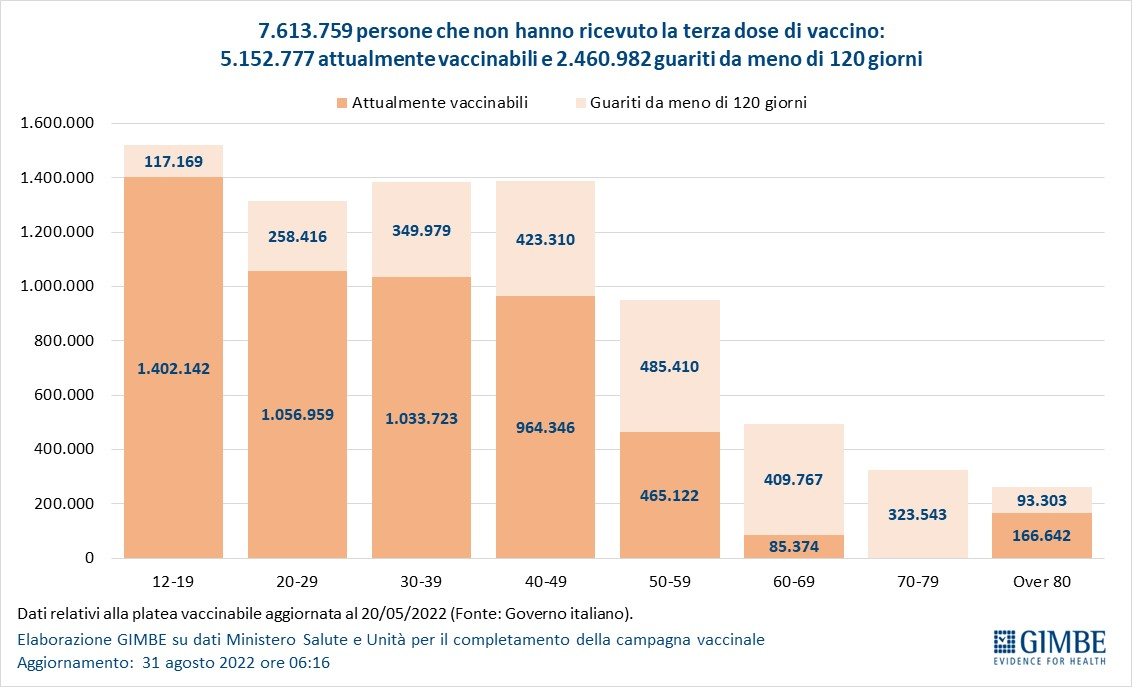 7.613.759 persone che non hanno ricevuto la terza dose di vaccino:
5.152.777 attualmente vaccinabili e 2.460.982 guariti da meno di 120 giorni
Attualmente vaccinabili Guariti da meno di 120 giorni
1.600.000
1.400.000
1.200.000
1.000.000
800.000
600.000
400.000
200.000
0
117.169
1.402.142
258.416
1.056.959
349.979
1.033.723
423.310
964.346
485.410
465.122
409.767
85.374
323.543
93.303
166.642
12-19 20-29 30-39 40-49 50-59 60-69 70-79 Over 80
Dati relativi alla platea vaccinabile aggiornata al 20/05/2022 (Fonte: Governo italiano).
Elaborazione GIMBE su dati Ministero Salute e Unità per il completamento della campagna vaccinale
Aggiornamento: 31 agosto 2022 ore 06:16
GIMBE
EVIDENCE FOR HEALTH